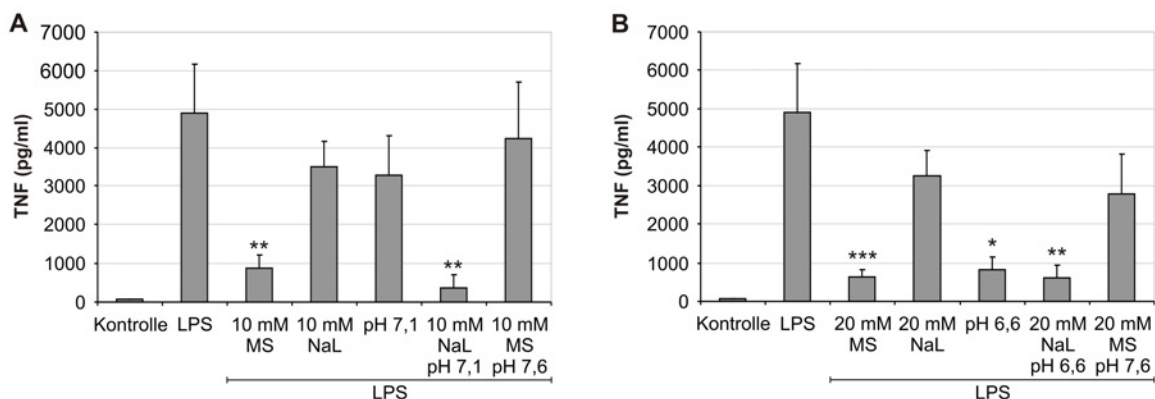 A
7000
6000
5000
4000
3000
2000
1000
0
TNF (pg/ml)
**
**
Kontrolle LPS 10 mM 10 mM pH 7,1 10 mM 10 mM
MS NaL NaL MS
pH 7,1 pH 7,6
LPS
B
7000
6000
5000
4000
3000
2000
1000
0
TNF (pg/ml)
***
*
**
Kontrolle LPS 20 mM 20 mM pH 6,6 20 mM 20 mM
MS NaL NaL MS
pH 6,6 pH 7,6
LPS